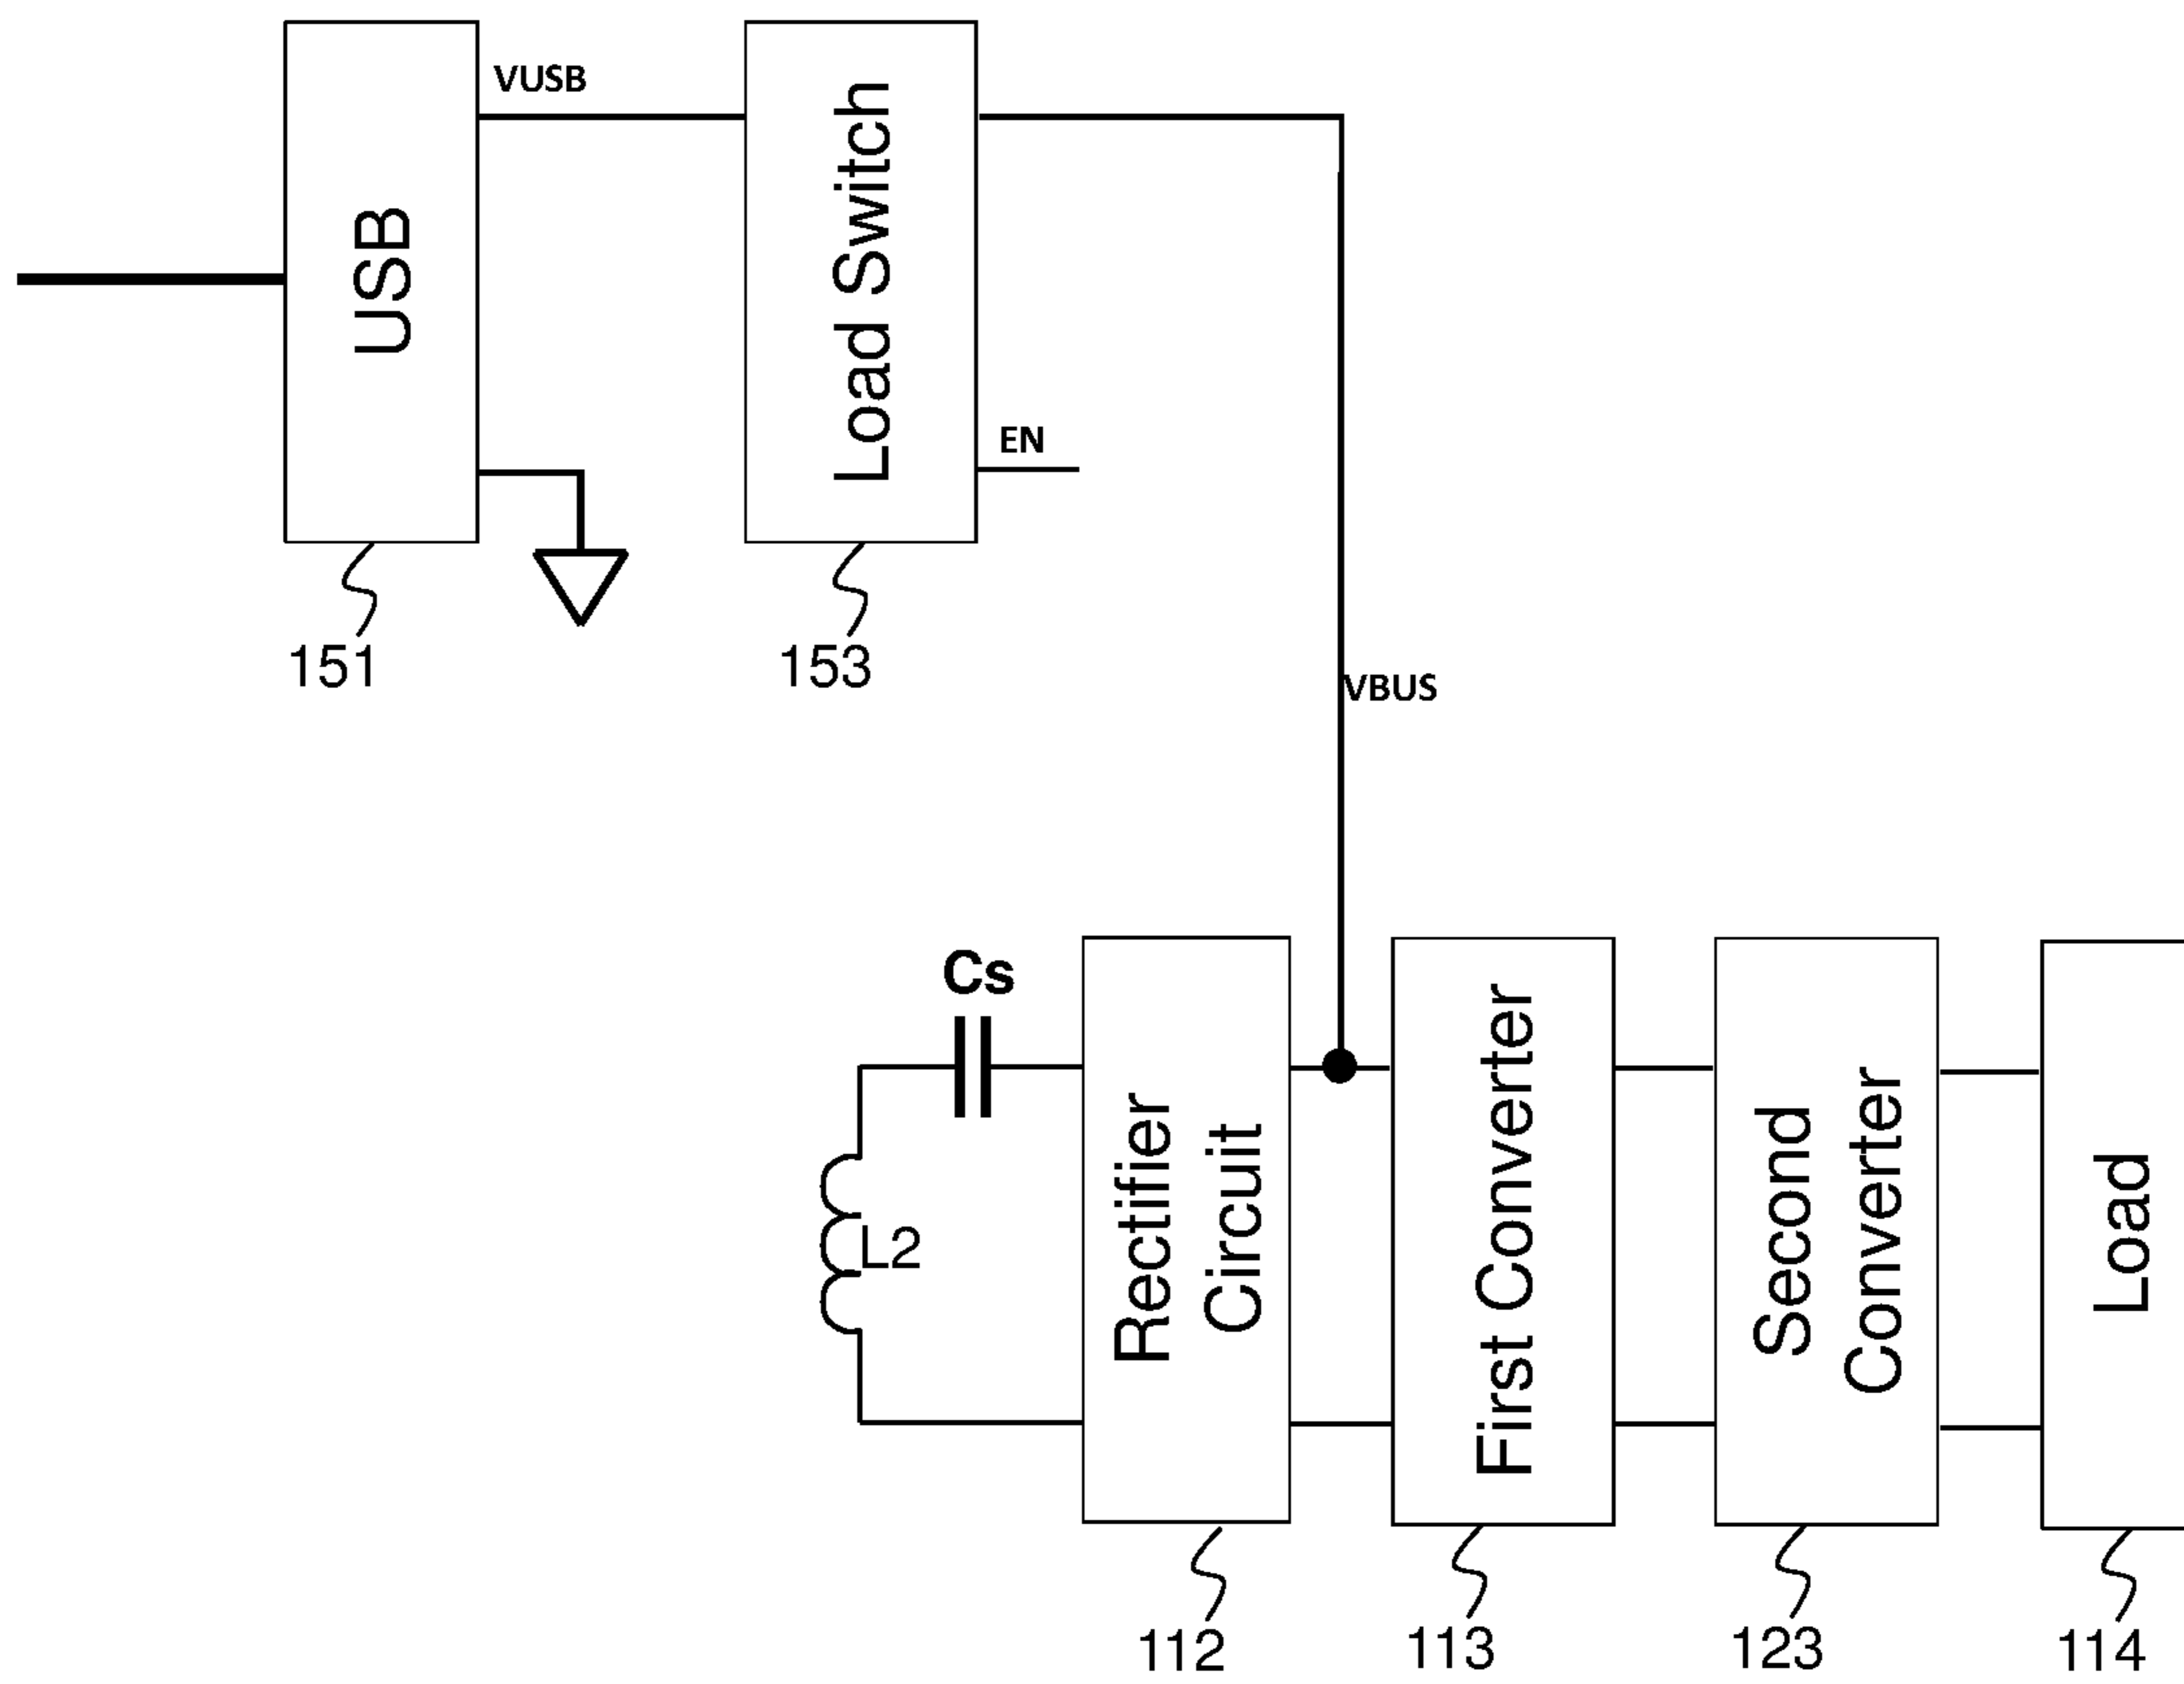 VUSB
USB
Load Switch
EN
151
153
VBUS
Cs
L2
Rectifier
Circuit
First Converter
Second
Converter
Load
112
113
123
114